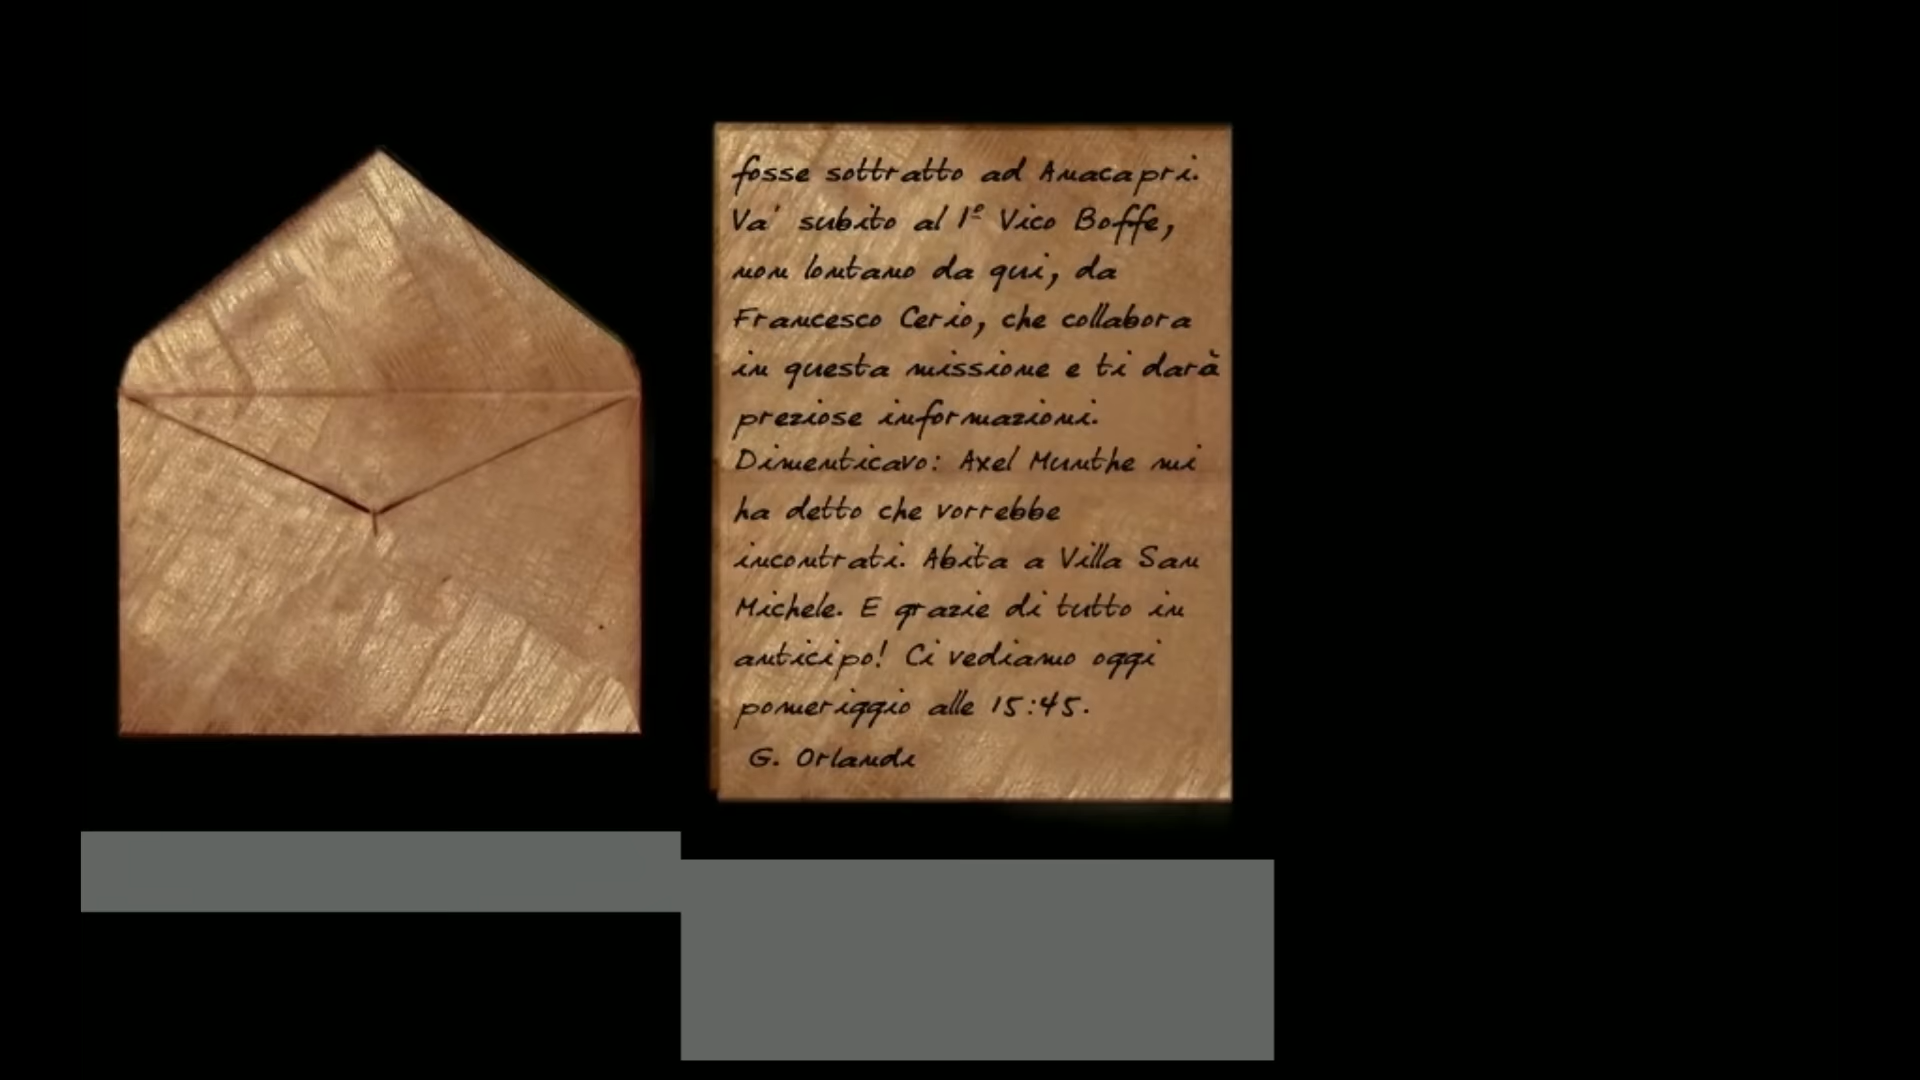 fosse sottratto ad Anacapri.
Va' subito al 1º Vico Boffe,
non lontano da qui, da
Francesco Cerio, che collabora
in questa missione e ti darà
preziose informazioni.
Dimenticavo: Axel Munthe mi
ha detto che vorrebbe
incontrati. Abita a Villa San
Michele. E grazie di tutto in
anticipo! Ci vediamo oggi
pomeriggio alle 15:45.
G. Orlandi